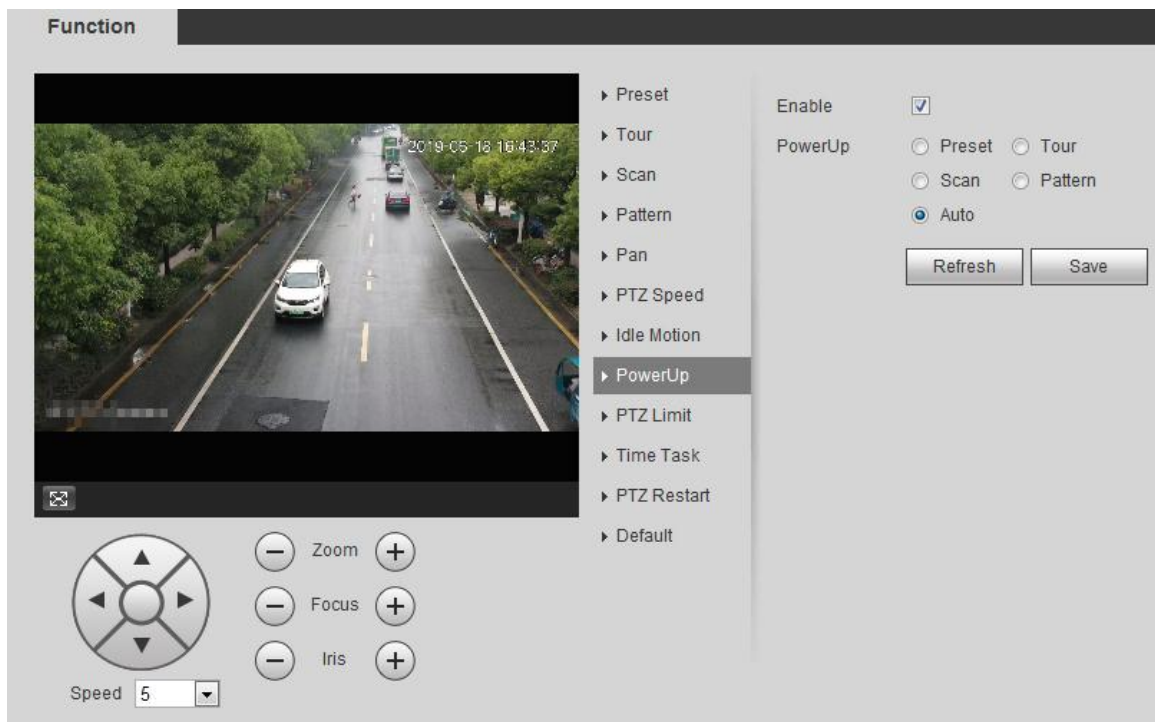 Function
2019-05-18 16:43:37
Preset
Tour
Scan
Pattern
Pan
PTZ Speed
Idle Motion
PowerUp
PTZ Limit
Time Task
PTZ Restart
Default
Enable
PowerUp
Preset Tour
Scan Pattern
Auto
Refresh Save
Zoom
Focus
Iris
Speed 5